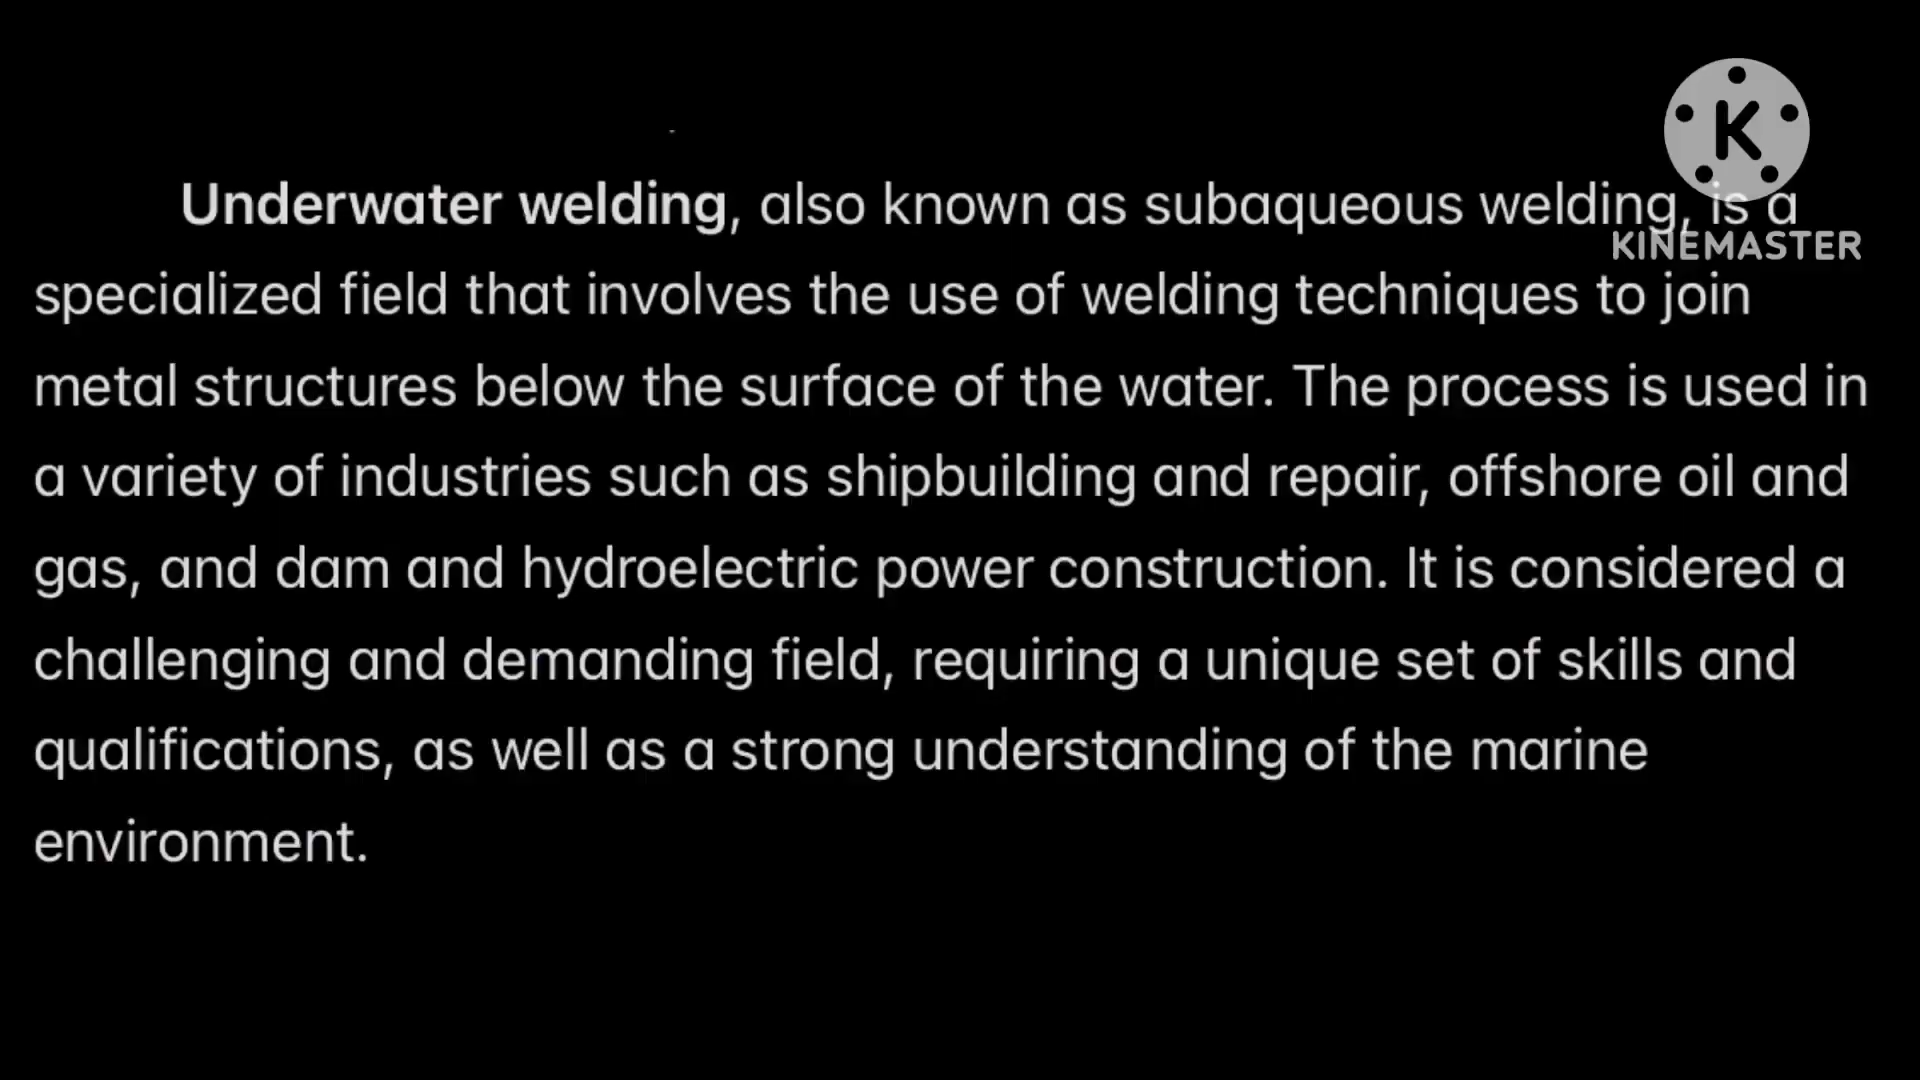 Underwater welding, also known as subaqueous welding, is a
specialized field that involves the use of welding techniques to join
metal structures below the surface of the water. The process is used in
a variety of industries such as shipbuilding and repair, offshore oil and
gas, and dam and hydroelectric power construction. It is considered a
challenging and demanding field, requiring a unique set of skills and
qualifications, as well as a strong understanding of the marine
environment.
K
KINEMASTER